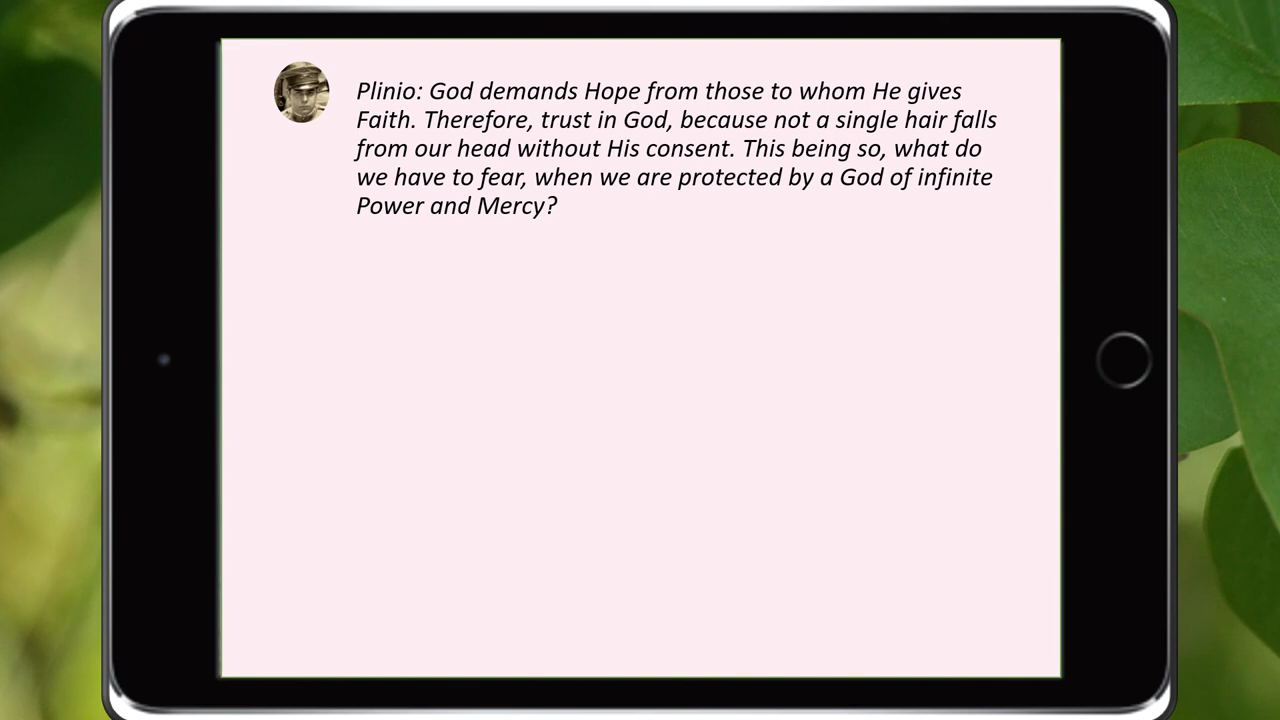 Plinio: God demands Hope from those to whom He gives
Faith. Therefore, trust in God, because not a single hair falls
from our head without His consent. This being so, what do
we have to fear, when we are protected by a God of infinite
Power and Mercy?